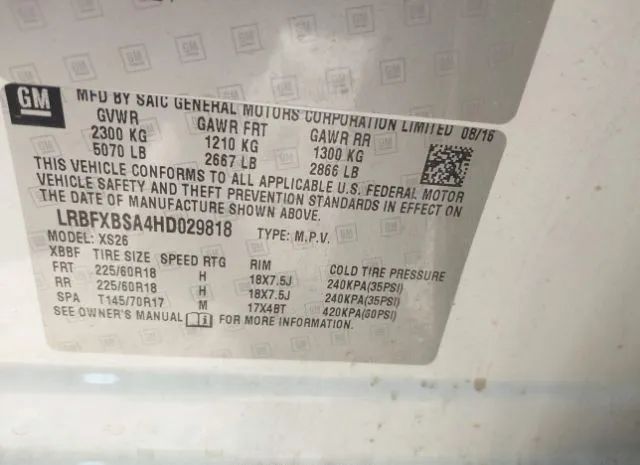 GM
MFD BY SAIC GENERAL MOTORS CORPORATION LIMITED 08/16
GVWR GAWR FRT GAWR RR
2300 KG 1210 KG 1300 KG
5070 LB 2667 LB 2866 LB
THIS VEHICLE CONFORMS TO ALL APPLICABLE U.S. FEDERAL MOTOR
VEHICLE SAFETY AND THEFT PREVENTION STANDARDS IN EFFECT ON
THE DATE OF MANUFACTURE SHOWN ABOVE.
LRBFXBSA4HD029818 TYPE: M.P.V.
MODEL: XS26
XBBF TIRE SIZE SPEED RTG RIM COLD TIRE PRESSURE
FRT 225/60R18 H 18X7.5J 240KPA(35PSI)
RR 225/60R18 H 18X7.5J 240KPA(35PSI)
SPA T145/70R17 M 17X4BT 420KPA(60PSI)
SEE OWNER'S MANUAL i FOR MORE INFORMATION.